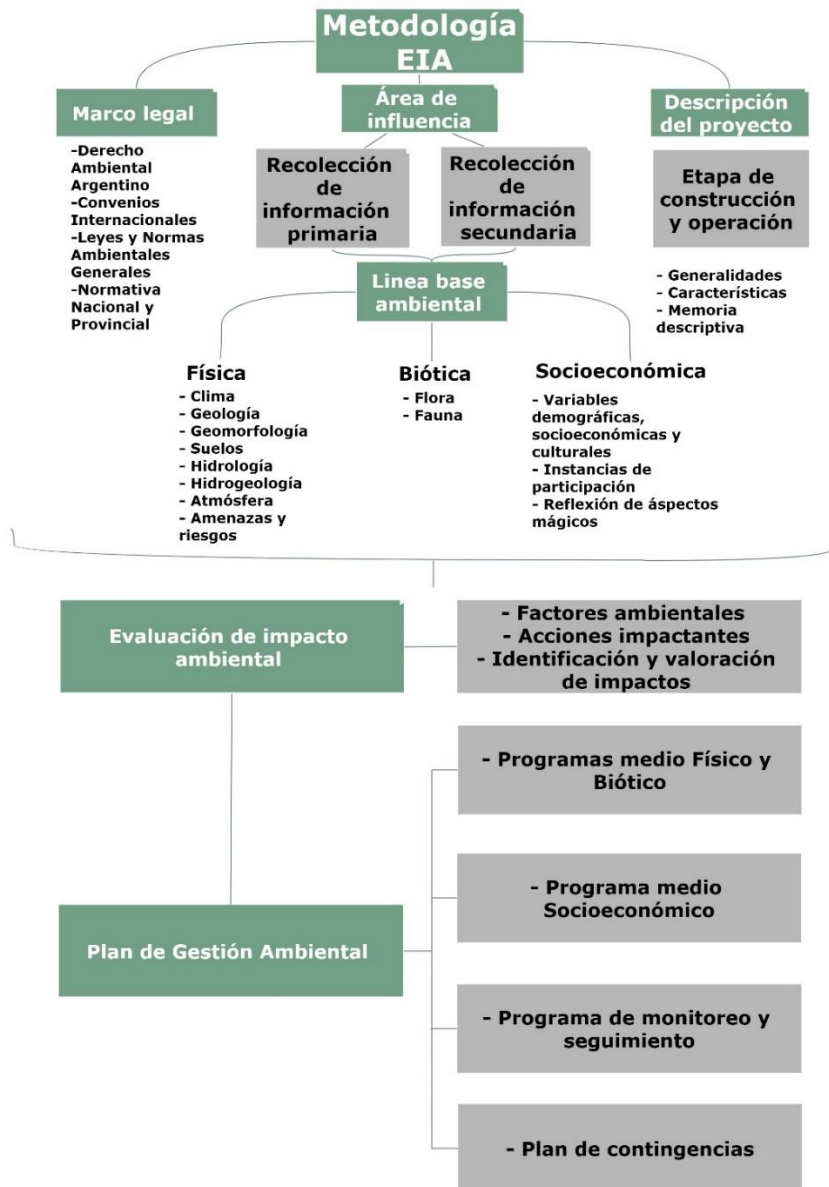 Metodología
EIA
Marco legal
-Derecho
Ambiental
Argentino
-Convenios
Internacionales
-Leyes y Normas
Ambientales
Generales
-Normativa
Nacional y
Provincial
Área de
influencia
Recolección
de
información
primaria
Recolección
de
información
secundaria
Descripción
del proyecto
Etapa de
construcción
y operación
- Generalidades
- Características
- Memoria
descriptiva
Linea base
ambiental
Física
- Clima
- Geología
- Geomorfología
- Suelos
- Hidrología
- Hidrogeología
- Atmósfera
- Amenazas y
riesgos
Biótica
- Flora
- Fauna
Socioeconómica
- Variables
demográficas,
socioeconómicas y
culturales
- Instancias de
participación
- Reflexión de áspectos
mágicos
Evaluación de impacto
ambiental
- Factores ambientales
- Acciones impactantes
- Identificación y valoración
de impactos
Plan de Gestión Ambiental
- Programas medio Físico y
Biótico
- Programa medio
Socioeconómico
- Programa de monitoreo y
seguimiento
- Plan de contingencias